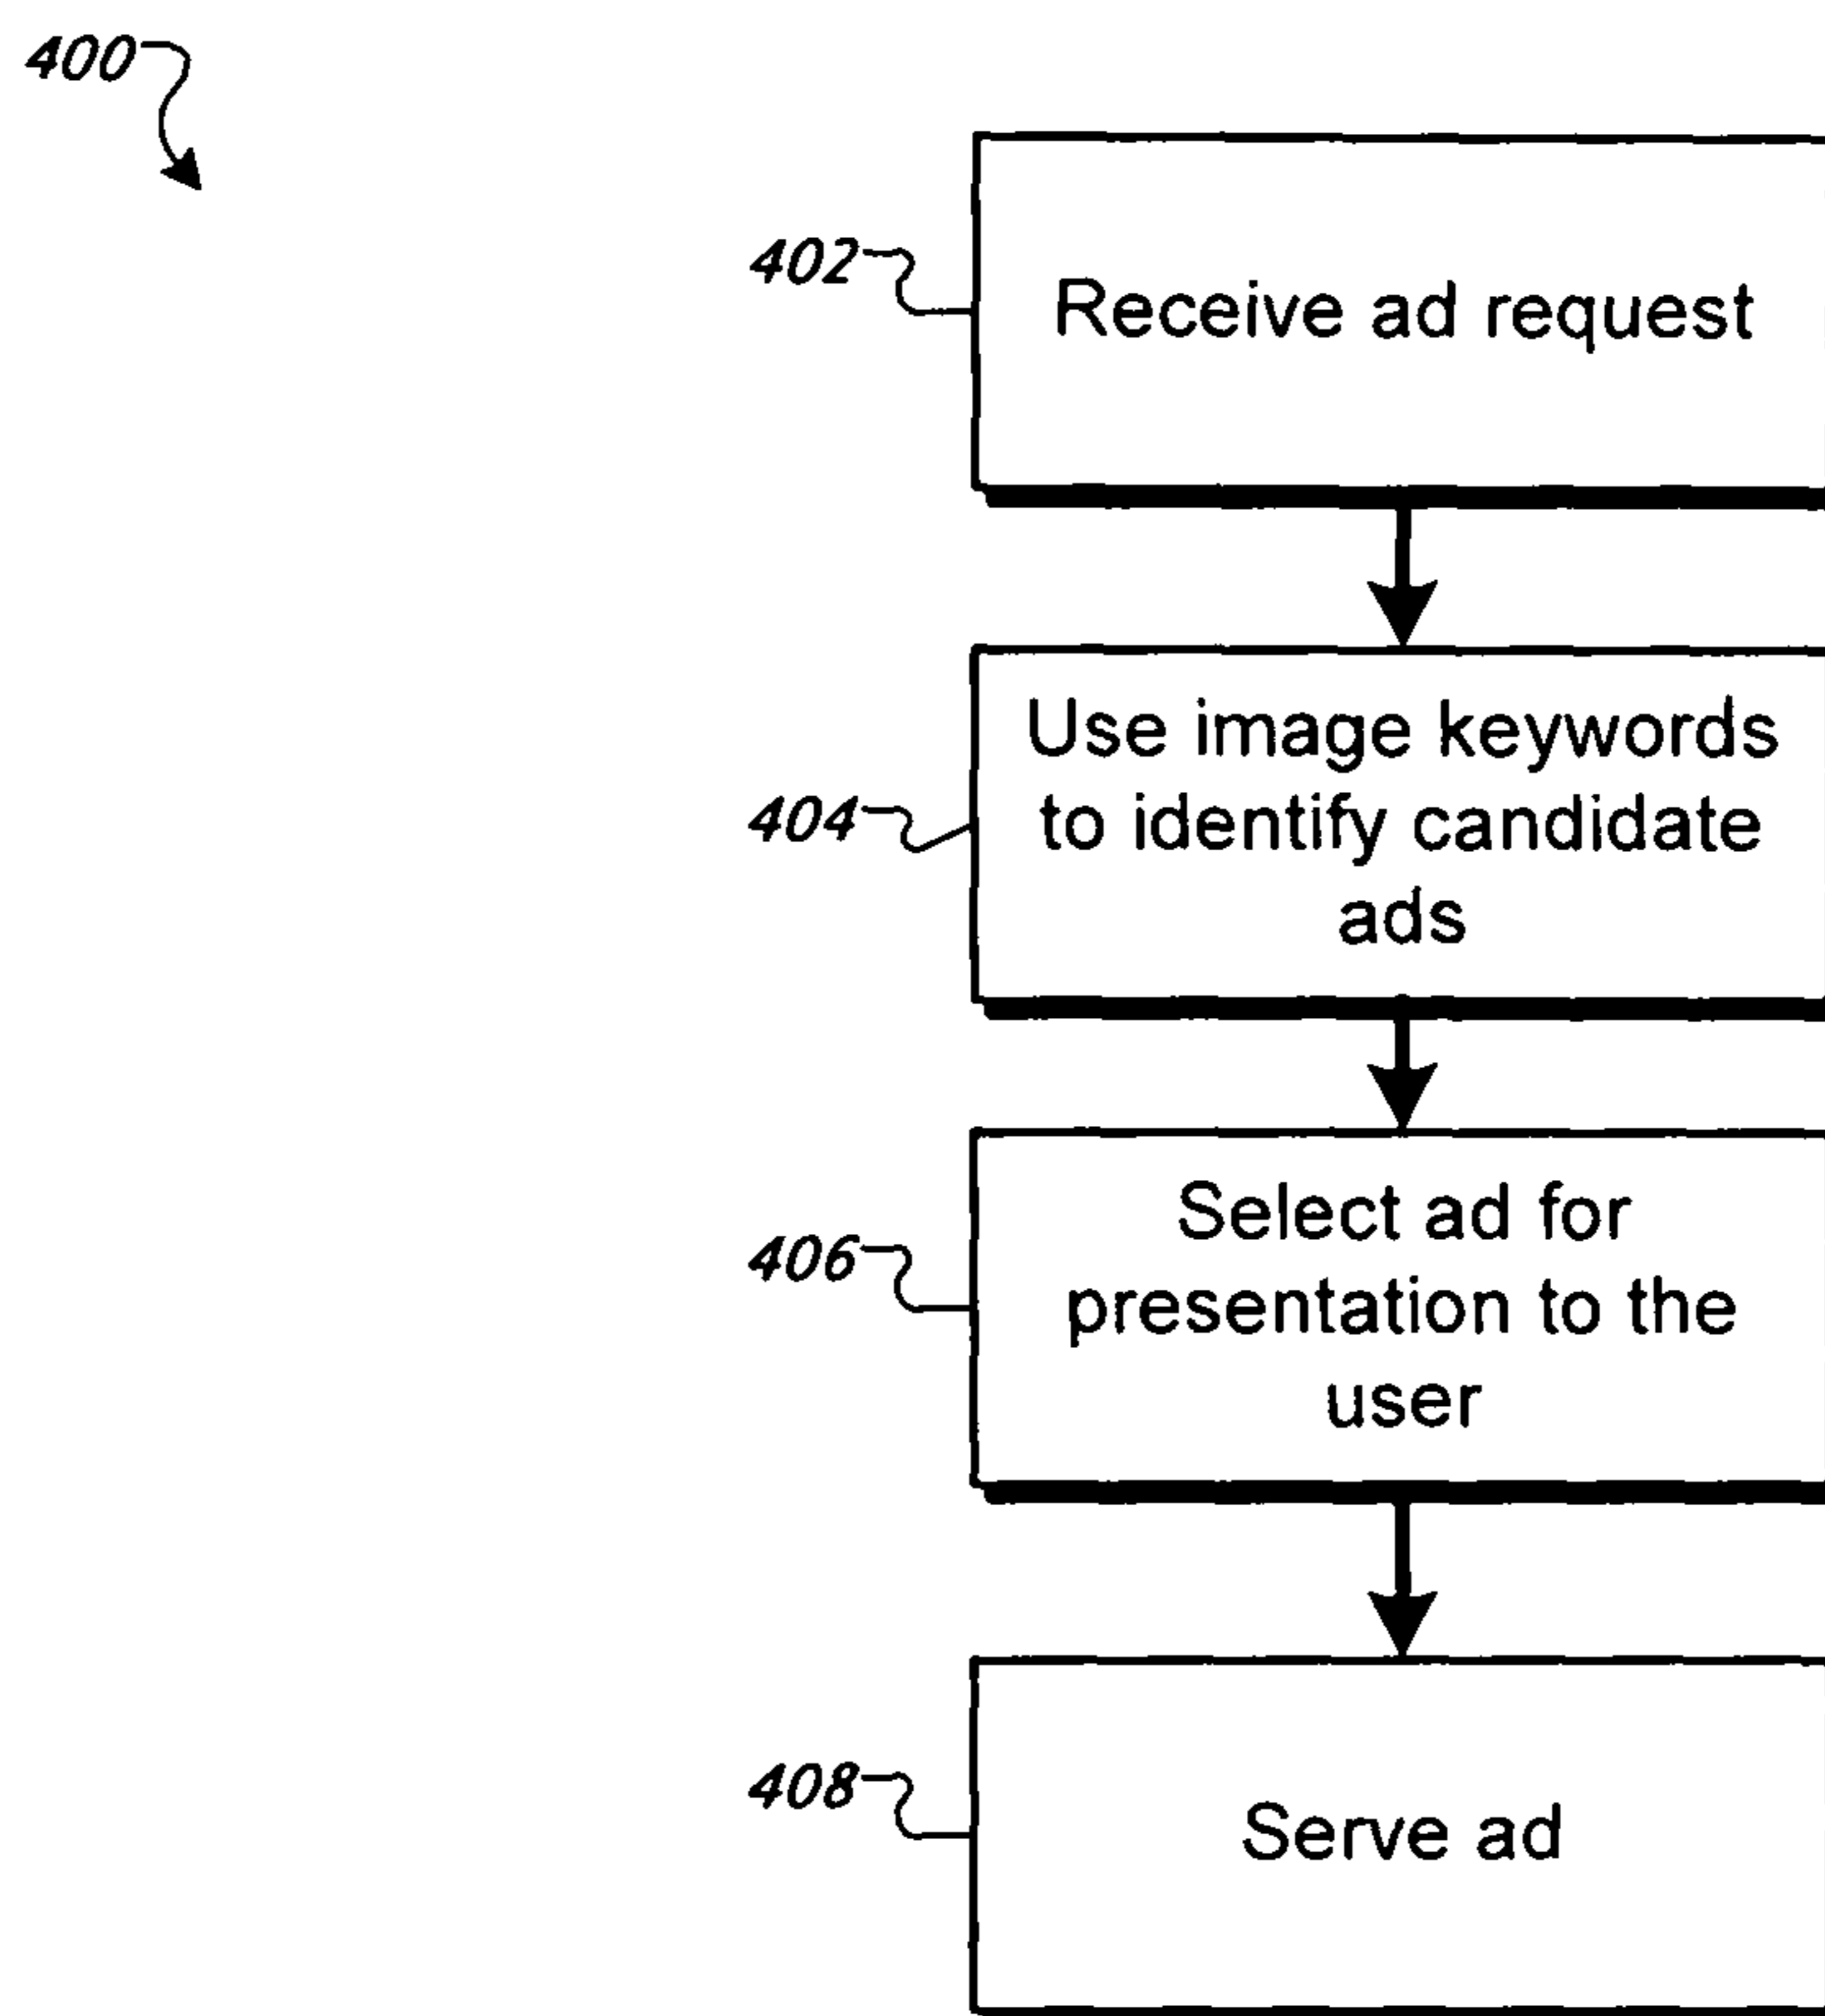 400
402
Receive ad request
404
Use image keywords
to identify candidate
ads
406
Select ad for
presentation to the
user
408
Serve ad